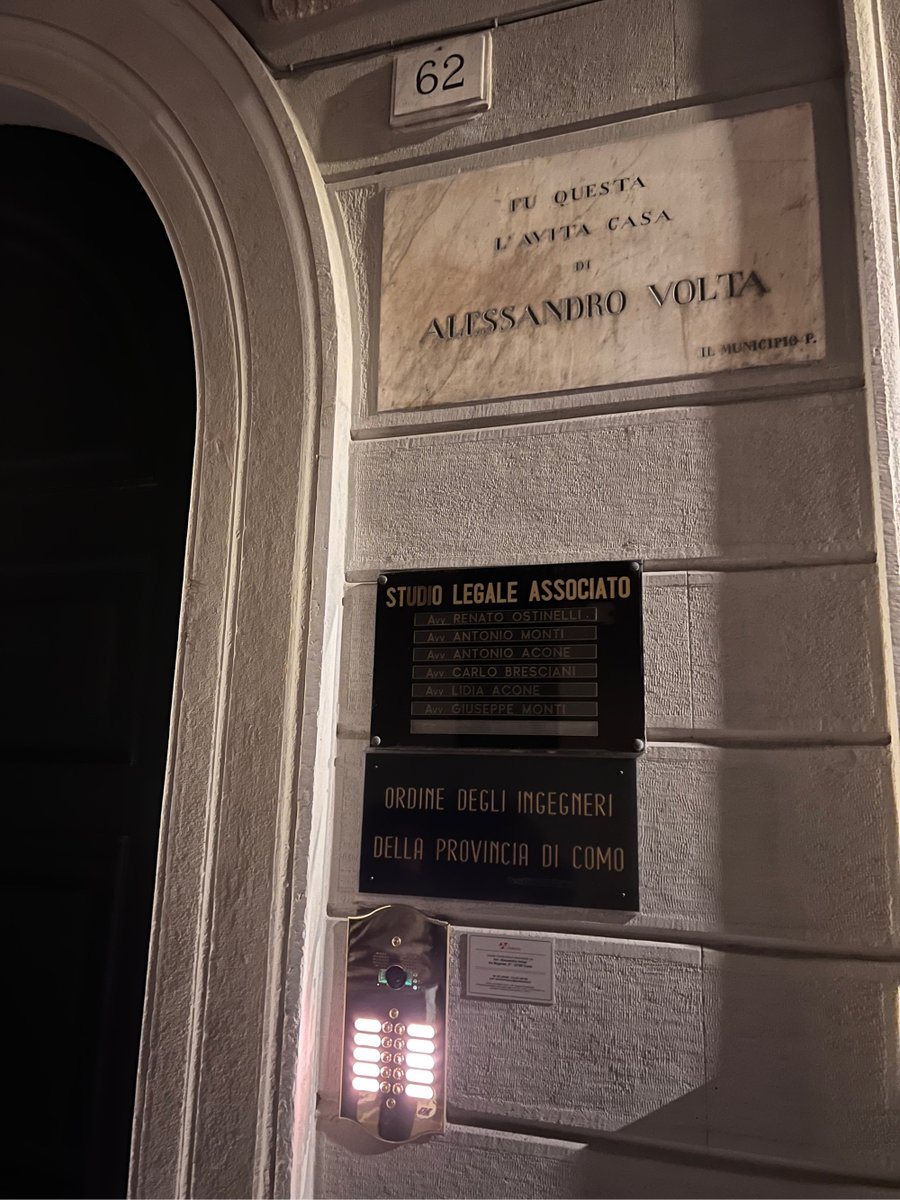 62
FU QUESTA
L'AVITA CASA
DI
ALESSANDRO VOLTA
IL MUNICIPIO P.
STUDIO LEGALE ASSOCIATO
Avv. RENATO OSTINELLI.
Avv. ANTONIO MONTI
Avv. ANTONIO ACONE
Avv. CARLO BRESCIANI
Avv. LIDIA ACONE
Avv. GIUSEPPE MONTI
ORDINE DEGLI INGEGNERI
DELLA PROVINCIA DI COMO